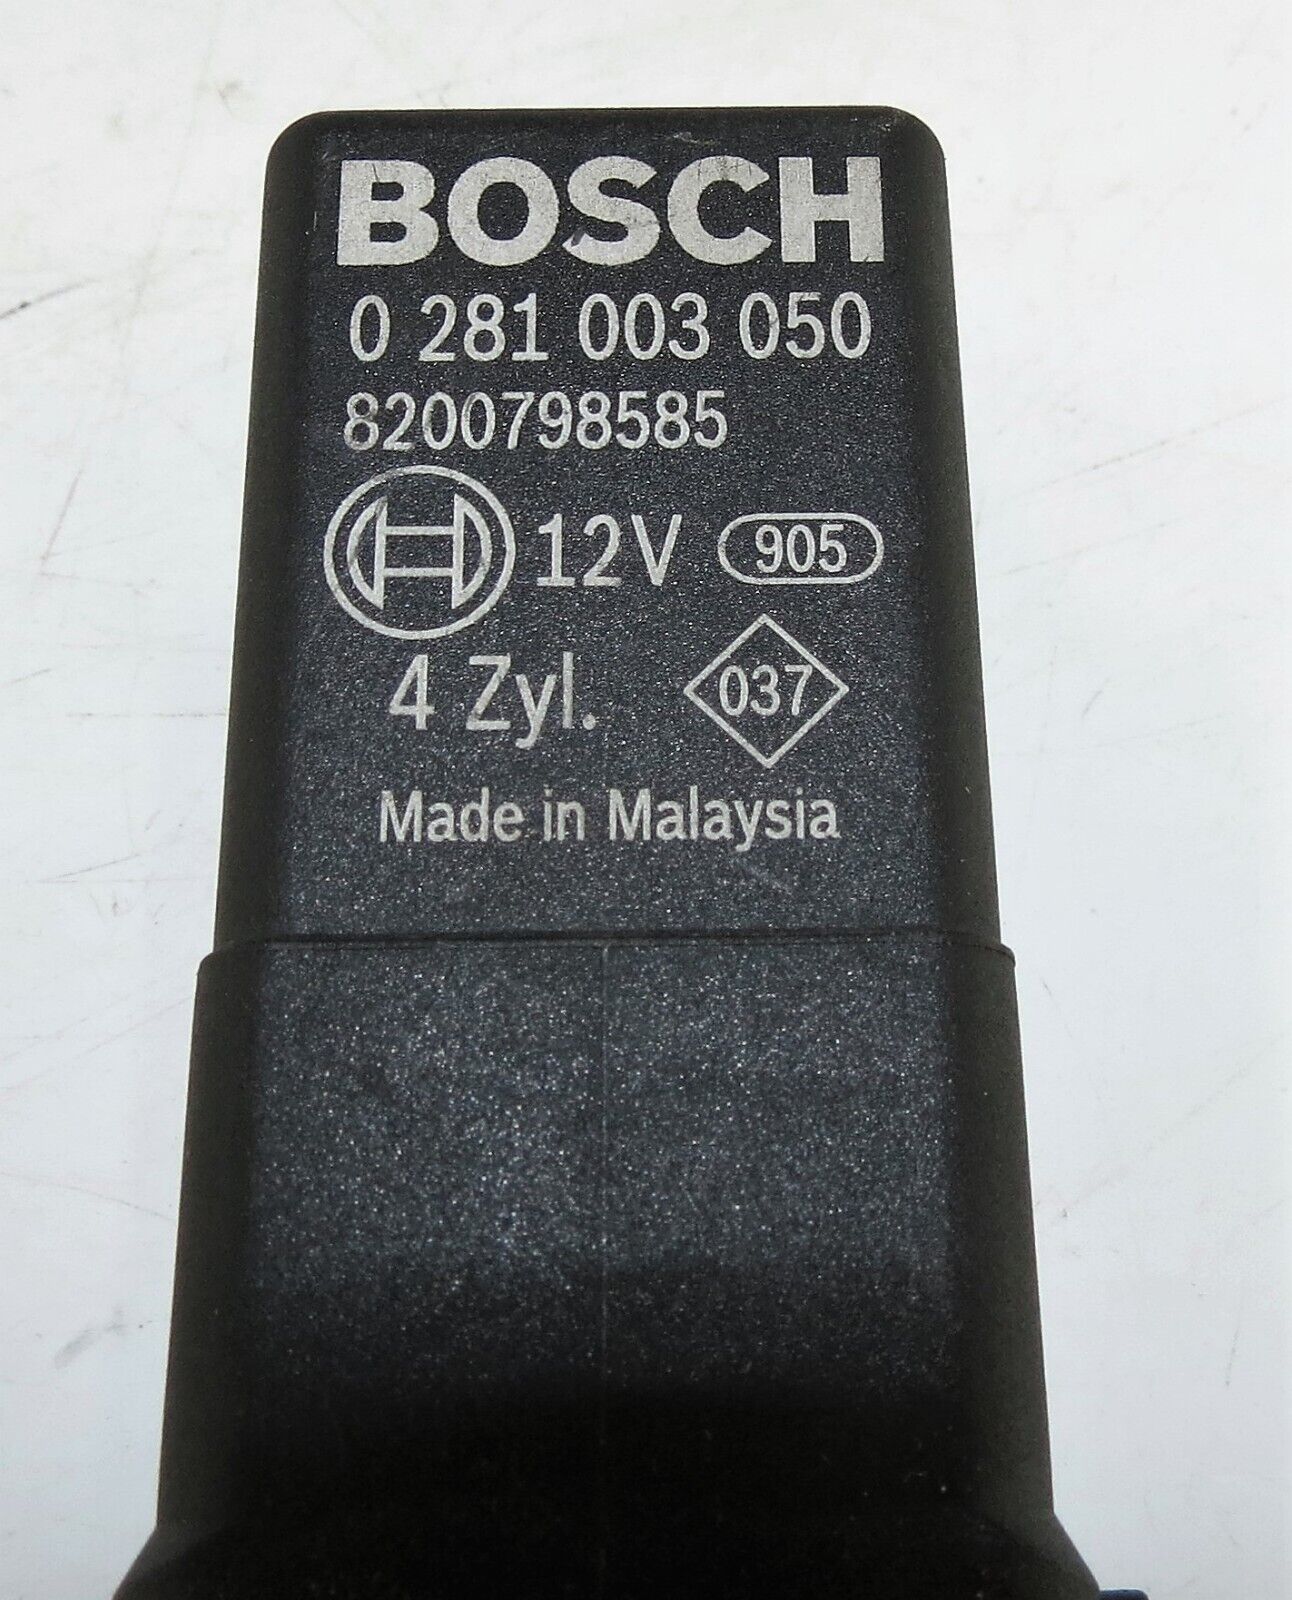 BOSCH
0 281 003 050
8200798585
12V 905
4 Zyl. 037
Made in Malaysia